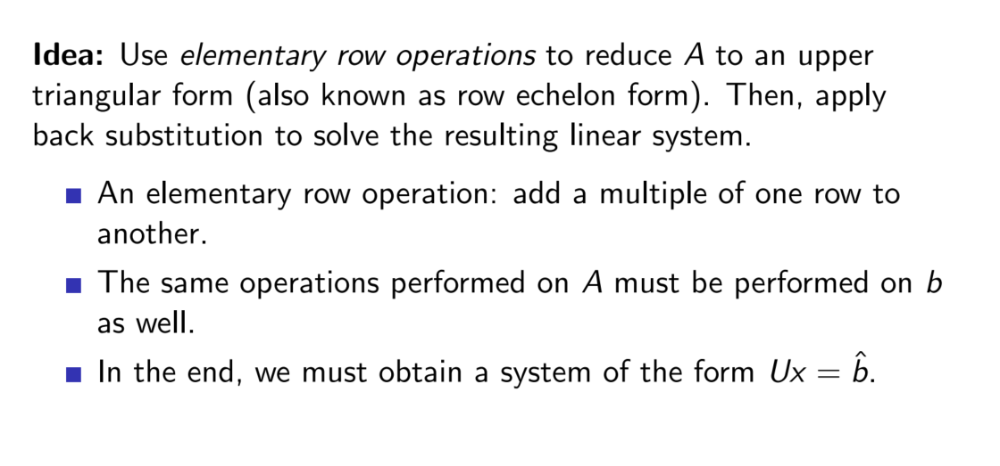 Idea: Use elementary row operations to reduce A to an upper
triangular form (also known as row echelon form). Then, apply
back substitution to solve the resulting linear system.
An elementary row operation: add a multiple of one row to
another.
The same operations performed on A must be performed on b
as well.
In the end, we must obtain a system of the form Ux = b̂.